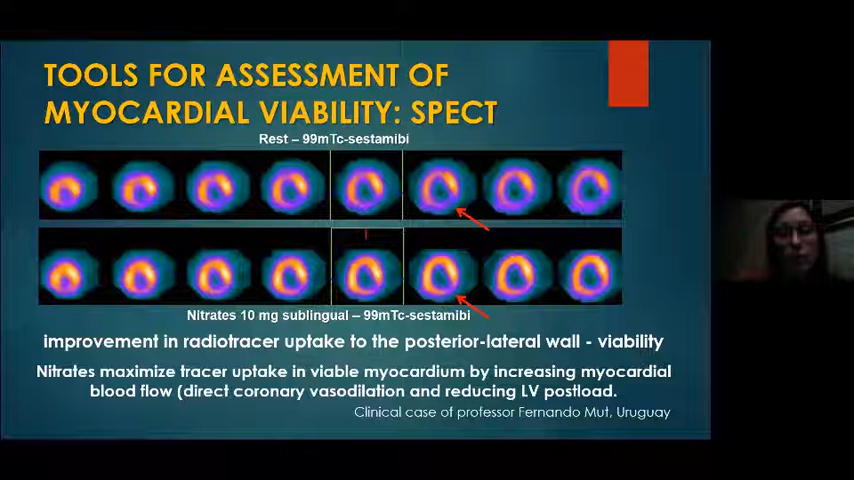 TOOLS FOR ASSESSMENT OF
MYOCARDIAL VIABILITY: SPECT
Rest – 99mTc-sestamibi
Nitrates 10 mg sublingual – 99mTc-sestamibi
improvement in radiotracer uptake to the posterior-lateral wall - viability
Nitrates maximize tracer uptake in viable myocardium by increasing myocardial
blood flow (direct coronary vasodilation and reducing LV postload.
Clinical case of professor Fernando Mut, Uruguay